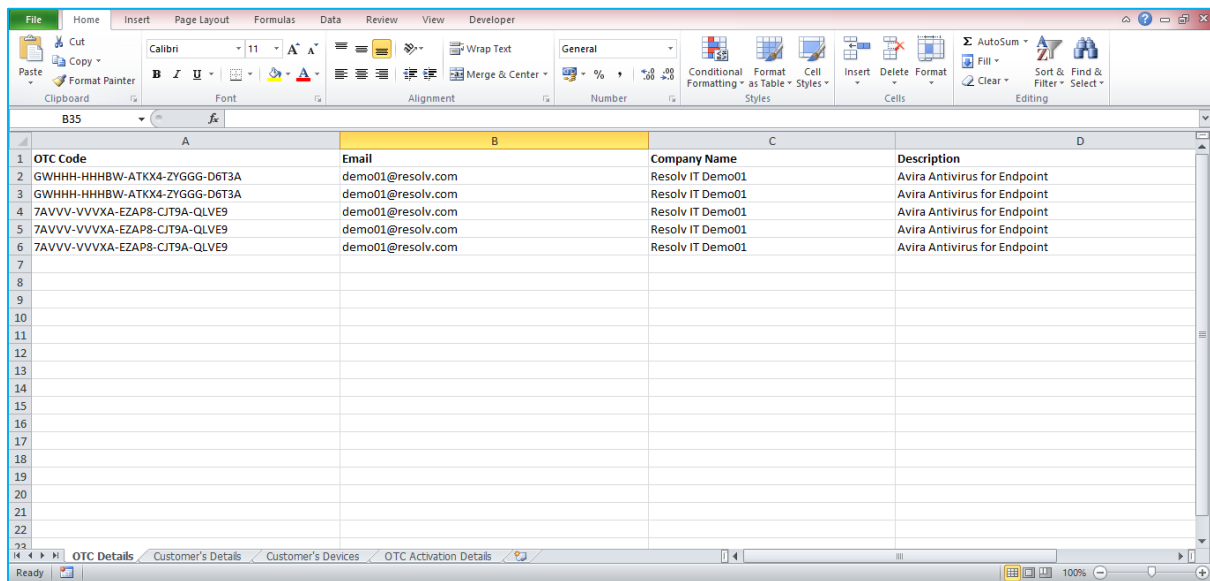 File Home Insert Page Layout Formulas Data Review View Developer
Cut
Copy
Format Painter
Paste
Clipboard
Calibri 11
B I U
Font
Wrap Text
Merge & Center
Alignment
General
% ,
Number
Conditional Formatting
Format as Table
Cell Styles
Styles
Insert Delete Format
Cells
Σ AutoSum
Fill
Clear
Sort & Filter
Find & Select
Editing
B35 fx
A B C D
1 OTC Code Email Company Name Description
2 GWHHH-HHHBW-ATKX4-ZYGGG-D6T3A demo01@resolv.com Resolv IT Demo01 Avira Antivirus for Endpoint
3 GWHHH-HHHBW-ATKX4-ZYGGG-D6T3A demo01@resolv.com Resolv IT Demo01 Avira Antivirus for Endpoint
4 7AVVV-VVVXA-EZAP8-CJT9A-QLVE9 demo01@resolv.com Resolv IT Demo01 Avira Antivirus for Endpoint
5 7AVVV-VVVXA-EZAP8-CJT9A-QLVE9 demo01@resolv.com Resolv IT Demo01 Avira Antivirus for Endpoint
6 7AVVV-VVVXA-EZAP8-CJT9A-QLVE9 demo01@resolv.com Resolv IT Demo01 Avira Antivirus for Endpoint
7
8
9
10
11
12
13
14
15
16
17
18
19
20
21
22
23
OTC Details Customer's Details Customer's Devices OTC Activation Details
Ready 100%